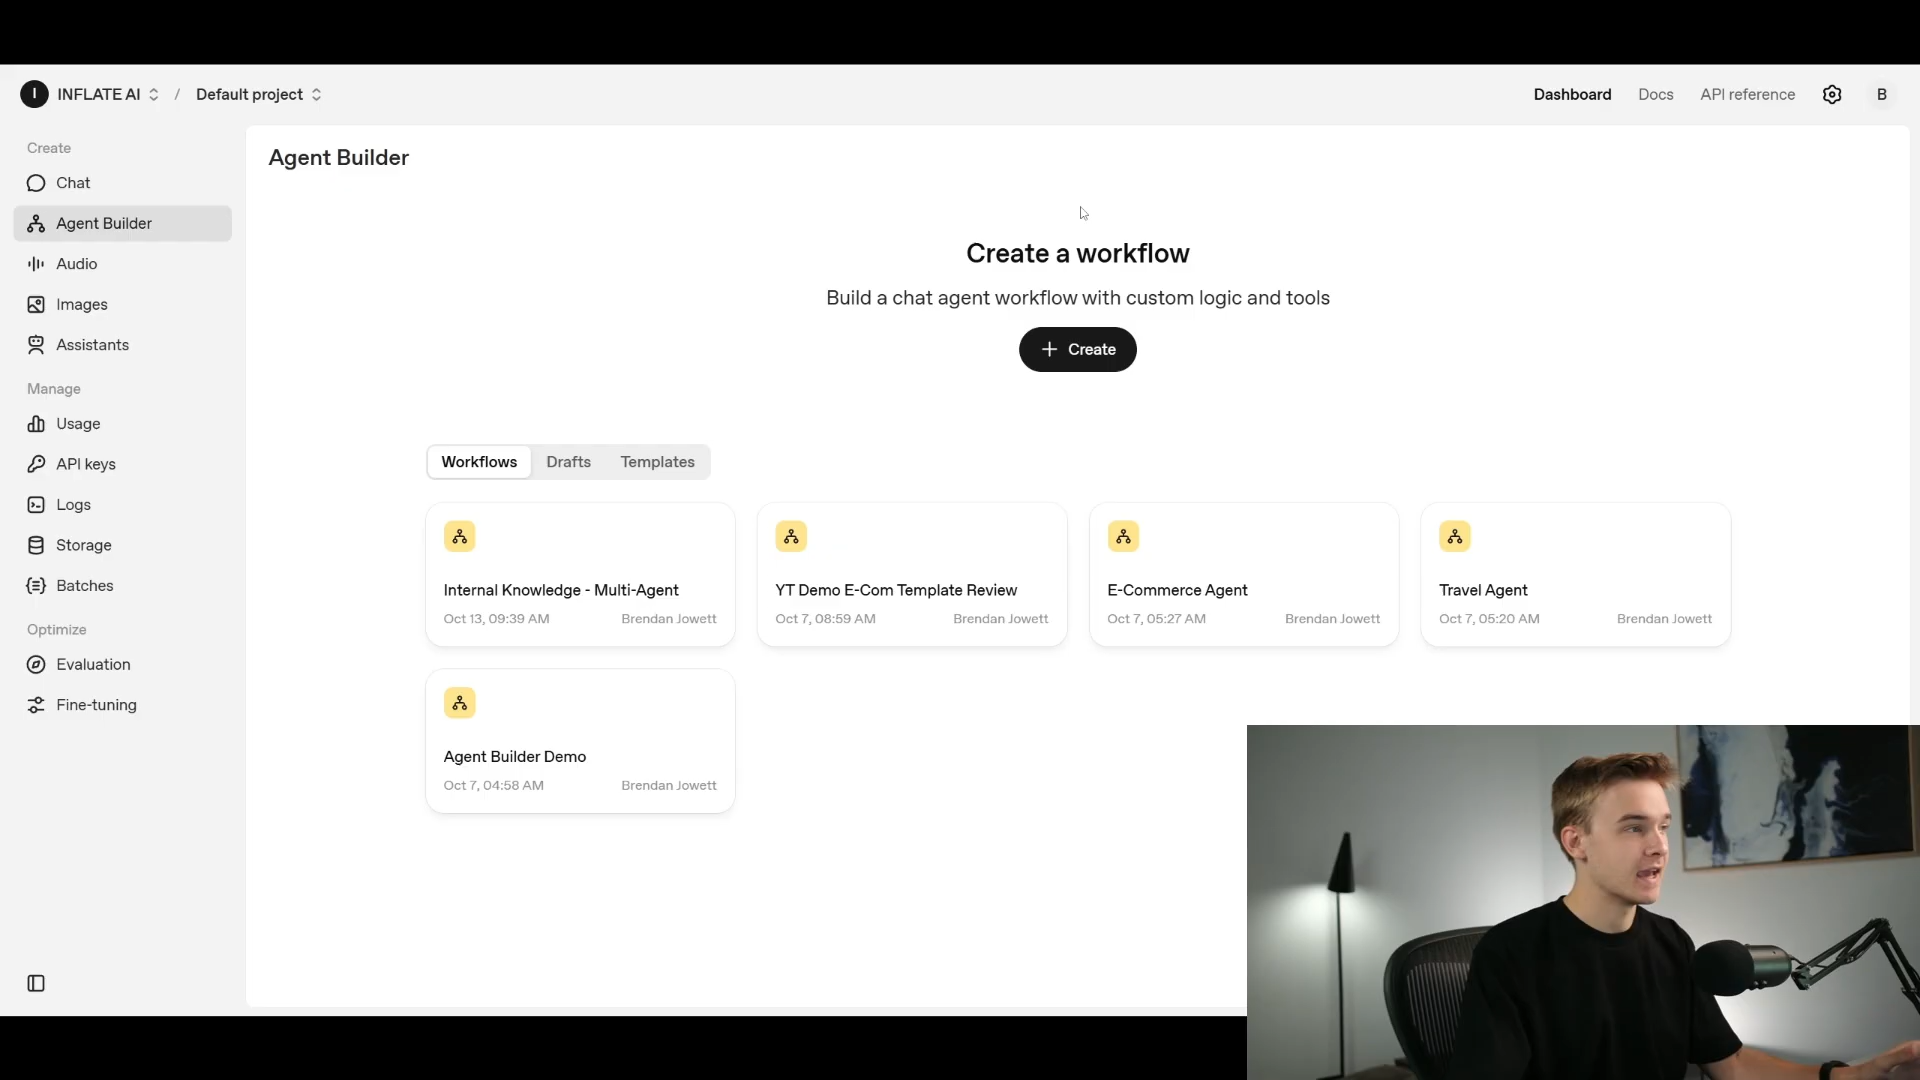 I INFLATE AI / Default project
Dashboard Docs API reference B
Create
Chat
Agent Builder
Audio
Images
Assistants
Manage
Usage
API keys
Logs
Storage
Batches
Optimize
Evaluation
Fine-tuning
Agent Builder
Create a workflow
Build a chat agent workflow with custom logic and tools
+ Create
Workflows Drafts Templates
Internal Knowledge - Multi-Agent
Oct 13, 09:39 AM Brendan Jowett
YT Demo E-Com Template Review
Oct 7, 08:59 AM Brendan Jowett
E-Commerce Agent
Oct 7, 05:27 AM Brendan Jowett
Travel Agent
Oct 7, 05:20 AM Brendan Jowett
Agent Builder Demo
Oct 7, 04:58 AM Brendan Jowett